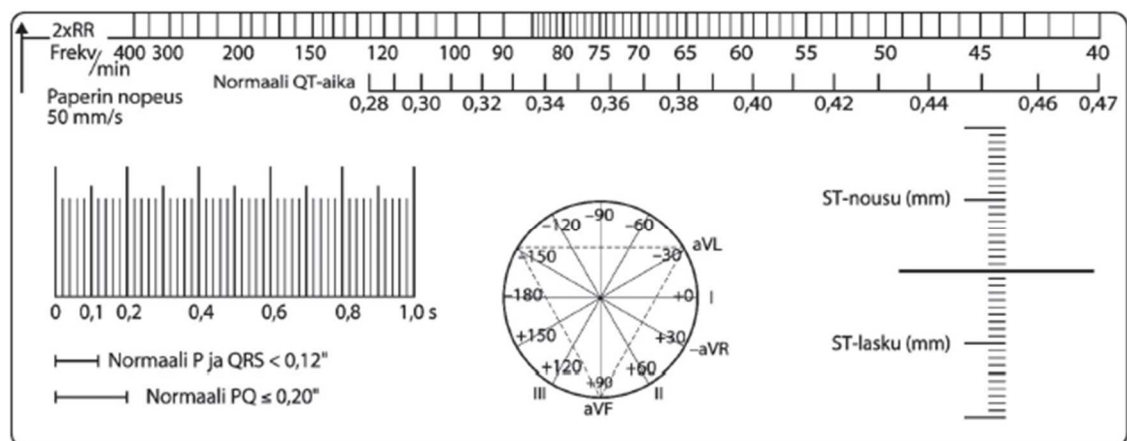 2xRR
Frekv/min 400 300 200 150 120 100 90 80 75 70 65 60 55 50 45 40
Normaali QT-aika
0,28 0,30 0,32 0,34 0,36 0,38 0,40 0,42 0,44 0,46 0,47
Paperin nopeus
50 mm/s
0 0,1 0,2 0,4 0,6 0,8 1,0 s
Normaali P ja QRS < 0,12"
Normaali PQ ≤ 0,20"
–90
–120 –60
–150 –30 aVL
–180 +0 I
+150 +30 –aVR
+120 +90 +60
III aVF II
ST-nousu (mm)
ST-lasku (mm)